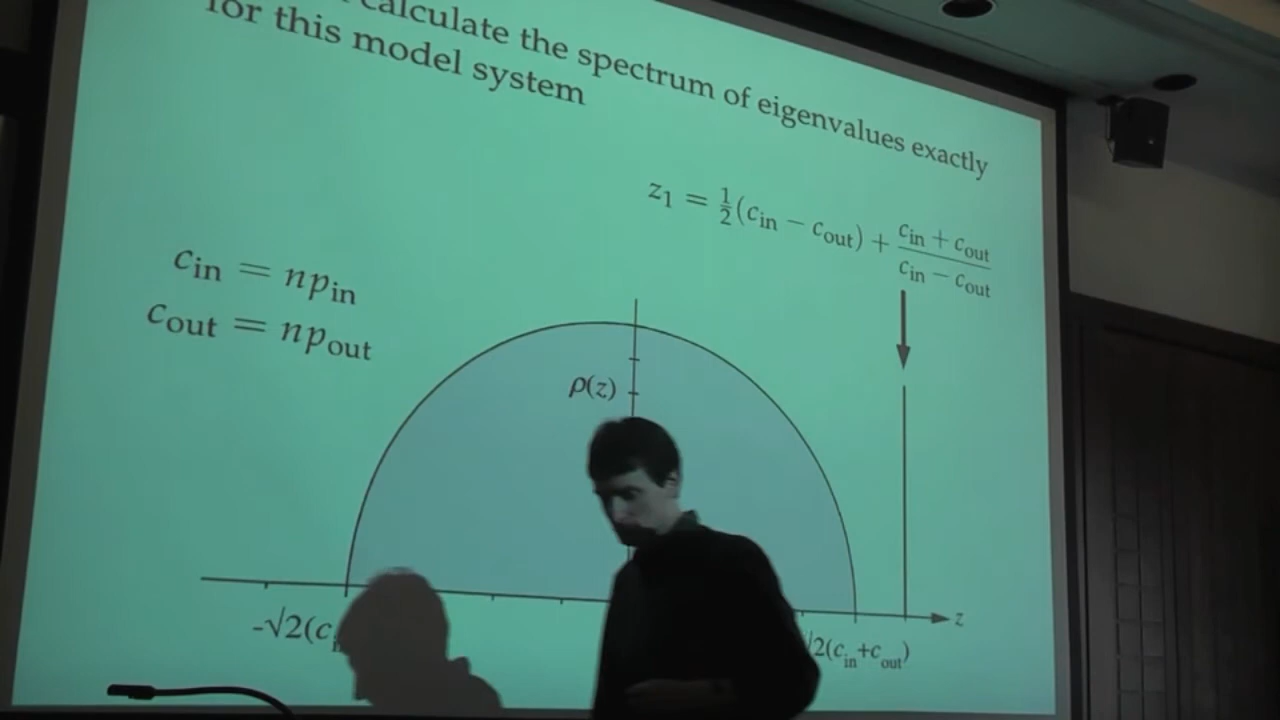 calculate the spectrum of eigenvalues exactly
for this model system
z₁ = ½(c_in − c_out) + (c_in + c_out)/(c_in − c_out)
c_in = np_in
c_out = np_out
ρ(z)
z
-√2(c
√2(c_in+c_out)